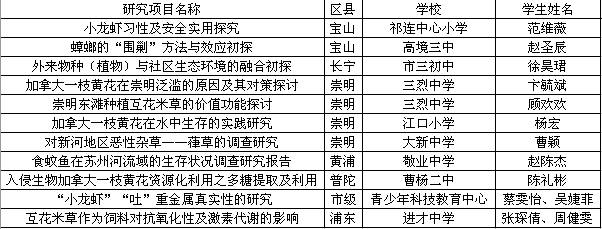 研究项目名称 区县 学校 学生姓名
小龙虾习性及安全实用探究 宝山 祁连中心小学 范维薇
蟑螂的“围剿”方法与效应初探 宝山 高境三中 赵圣辰
外来物种（植物）与社区生态环境的融合初探 长宁 市三初中 徐昊珺
加拿大一枝黄花在崇明泛滥的原因及其对策探讨 崇明 三烈中学 卞毓斌
崇明东滩种植互花米草的价值功能探讨 崇明 三烈中学 顾欢欢
加拿大一枝黄花在水中生存的实践研究 崇明 江口小学 杨宏
对新河地区恶性杂草——葎草的调查研究 崇明 大新中学 曹颖
食蚊鱼在苏州河流域的生存状况调查研究报告 黄浦 敬业中学 赵陈杰
入侵生物加拿大一枝黄花资源化利用之多糖提取及利用 普陀 曹杨二中 陈礼彬
“小龙虾”“吐”重金属真实性的研究 市级 青少年科技教育中心 蔡雯怡、吴婕菲
互花米草作为饲料对抗氧化性及激素代谢的影响 浦东 进才中学 张琛倩、周健雯